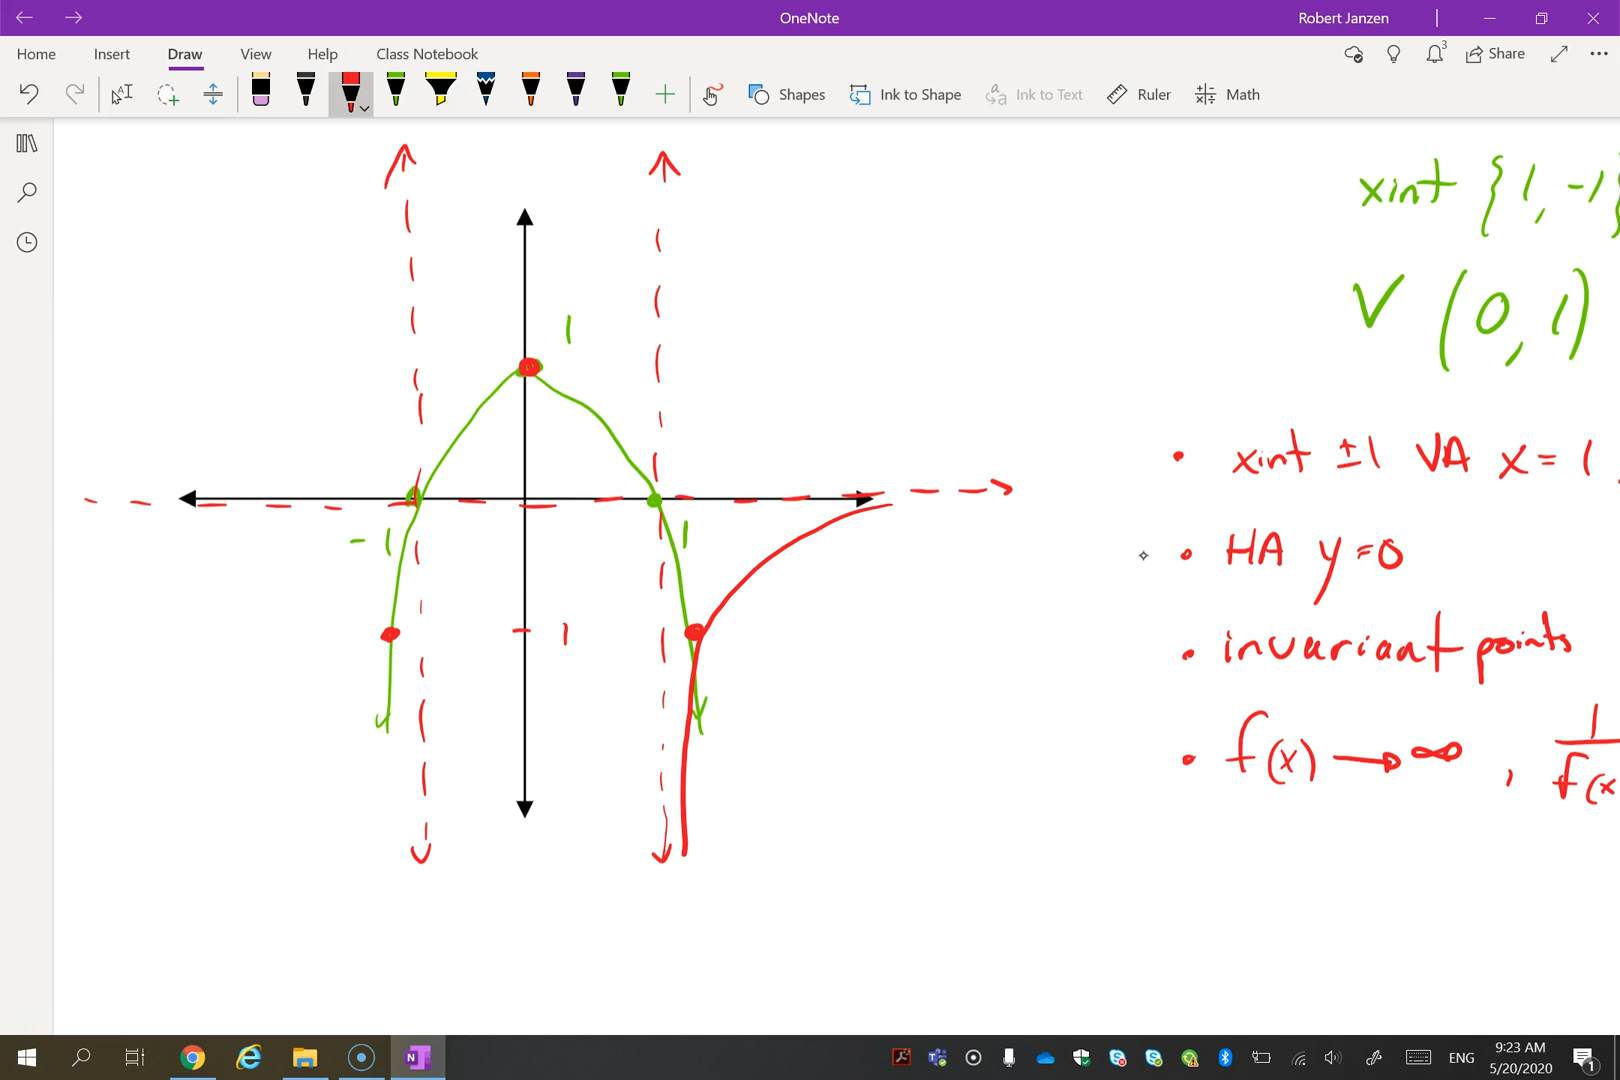 OneNote
Robert Janzen
Home Insert Draw View Help Class Notebook
3
Share
Shapes Ink to Shape Ink to Text Ruler Math
xint {1, -1}
V (0, 1)
1
-1
1
1
• xint ±1 VA x = 1
• HA y = 0
• invariant points
• f(x) → ∞ , 1/f(x
ENG
9:23 AM
5/20/2020
1